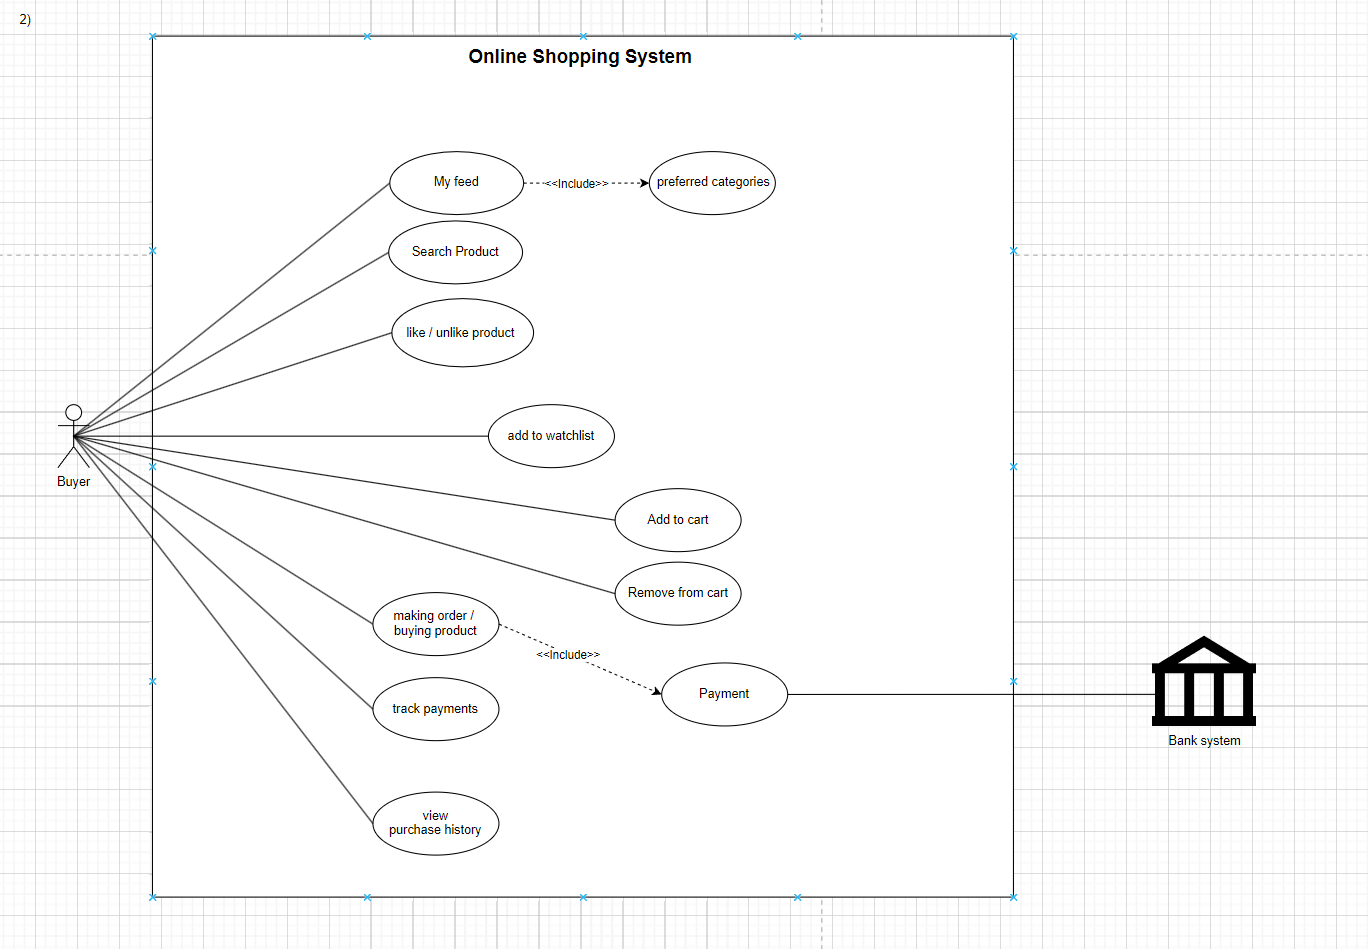 2)
Online Shopping System
My feed
<<Include>>
preferred categories
Search Product
like / unlike product
add to watchlist
Buyer
Add to cart
Remove from cart
making order /
buying product
<<Include>>
Payment
track payments
Bank system
view
purchase history